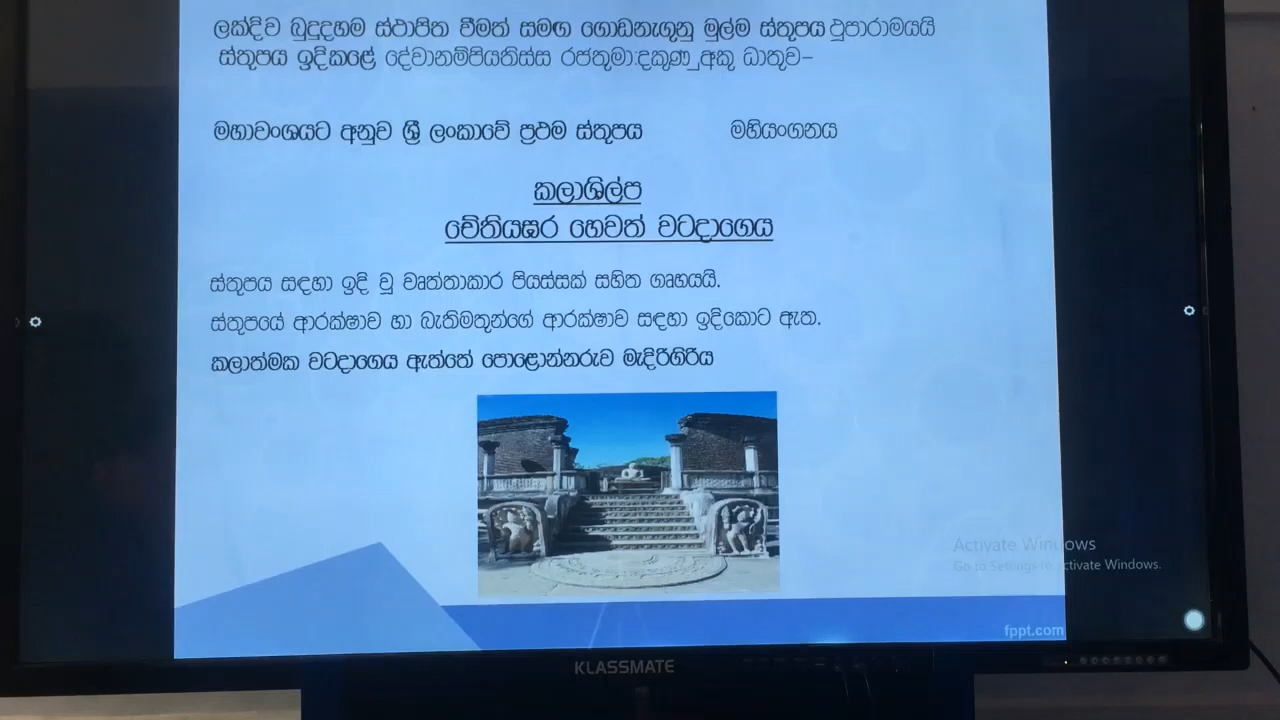 ලක්දිව බුදුදහම ස්ථාපිත වීමත් සමඟ ගොඩනැගුනු මුල්ම ස්තුපය ථුපාරාමයයි
ස්තුපය ඉදිකළේ දේවානම්පියතිස්ස රජතුමා:දකුණු අකු ධාතුව–
මහාවංශයට අනුව ශ්‍රී ලංකාවේ ප්‍රථම ස්තුපය මහියංගනය
කලාශිල්ප
චේතියඝර හෙවත් වටදාගෙය
ස්තුපය සඳහා ඉදි වූ වෘත්තාකාර පියස්සක් සහිත ගෘහයයි.
ස්තුපයේ ආරක්ෂාව හා බැතිමතුන්ගේ ආරක්ෂාව සඳහා ඉදිකොට ඇත.
කලාත්මක වටදාගෙය ඇත්තේ පොළොන්නරුව මැදිරිගිරිය
Activate Windows
Go to Settings to activate Windows.
fppt.com
KLASSMATE